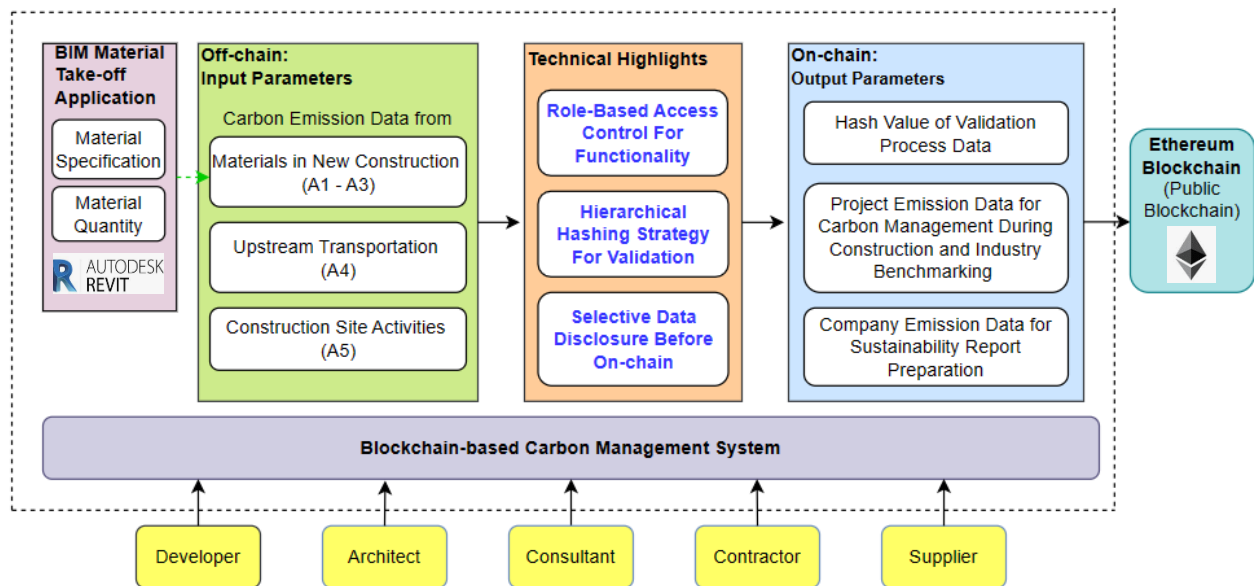 BIM Material
Take-off
Application
Material
Specification
Material
Quantity
R AUTODESK
REVIT
Off-chain:
Input Parameters
Carbon Emission Data from
Materials in New Construction
(A1 - A3)
Upstream Transportation
(A4)
Construction Site Activities
(A5)
Technical Highlights
Role-Based Access
Control For
Functionality
Hierarchical
Hashing Strategy
For Validation
Selective Data
Disclosure Before
On-chain
On-chain:
Output Parameters
Hash Value of Validation
Process Data
Project Emission Data for
Carbon Management During
Construction and Industry
Benchmarking
Company Emission Data for
Sustainability Report
Preparation
Ethereum
Blockchain
(Public
Blockchain)
Blockchain-based Carbon Management System
Developer
Architect
Consultant
Contractor
Supplier